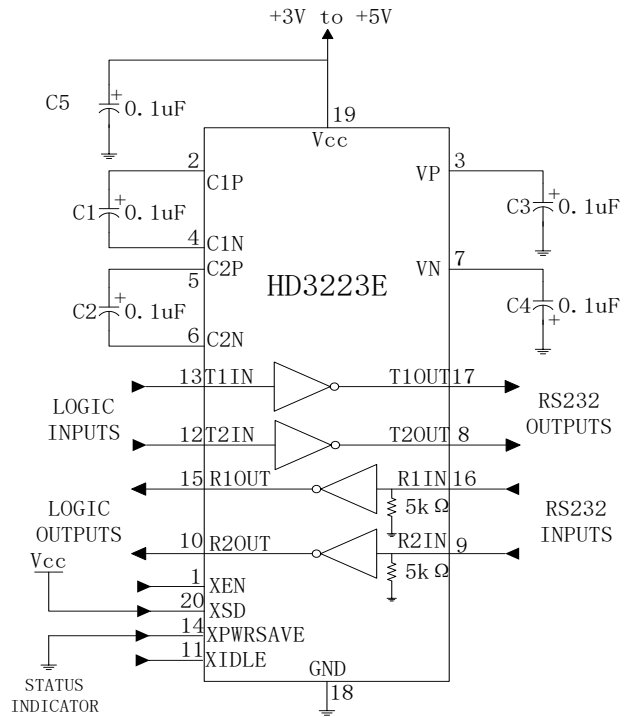 +3V to +5V
C5
+
0.1uF
19
Vcc
2
C1P
VP
3
C1
+
0.1uF
C3
+
0.1uF
4
C1N
C2P
5
VN
7
HD3223E
C2
+
0.1uF
C4
+
0.1uF
6
C2N
13 T1IN
T1OUT 17
LOGIC
INPUTS
RS232
OUTPUTS
12 T2IN
T2OUT 8
15 R1OUT
R1IN 16
5kΩ
LOGIC
OUTPUTS
RS232
INPUTS
10 R2OUT
R2IN 9
5kΩ
Vcc
1 XEN
20 XSD
14 XPWRSAVE
11 XIDLE
GND
18
STATUS
INDICATOR